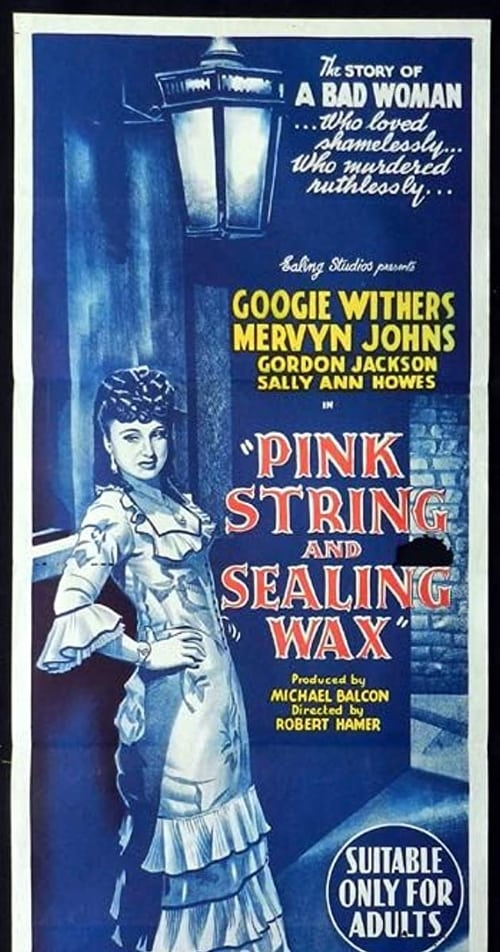 The STORY OF
A BAD WOMAN
...Who loved
shamelessly...
Who murdered
ruthlessly...
Ealing Studios presents
GOOGIE WITHERS
MERVYN JOHNS
GORDON JACKSON
SALLY ANN HOWES
IN
"PINK
STRING
AND
SEALING
WAX"
Produced by
MICHAEL BALCON
Directed by
ROBERT HAMER
SUITABLE
ONLY FOR
ADULTS